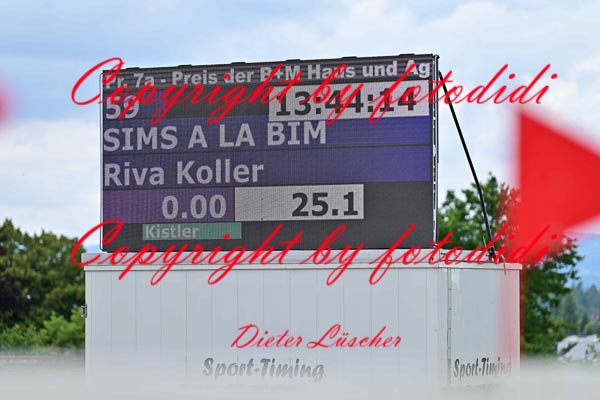 Pr. 7a - Preis der B+M Haus und Ag
Copyright by fotodidi
59 13:44:14
SIMS A LA BIM
Riva Koller
0.00 25.1
Kistler
Copyright by fotodidi
Dieter Lüscher
Sport-Timing Sport-Timing